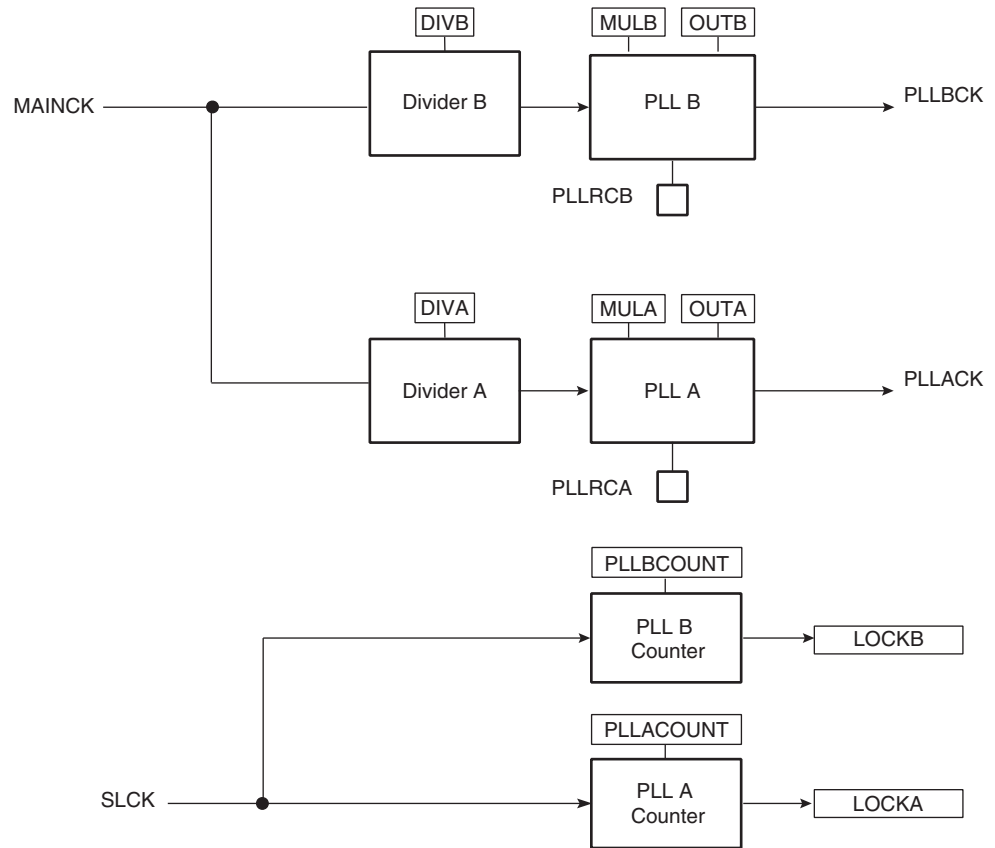 DIVB
MULB
OUTB
MAINCK
Divider B
PLL B
PLLBCK
PLLRCB
DIVA
MULA
OUTA
Divider A
PLL A
PLLACK
PLLRCA
PLLBCOUNT
PLL B
Counter
LOCKB
PLLACOUNT
SLCK
PLL A
Counter
LOCKA